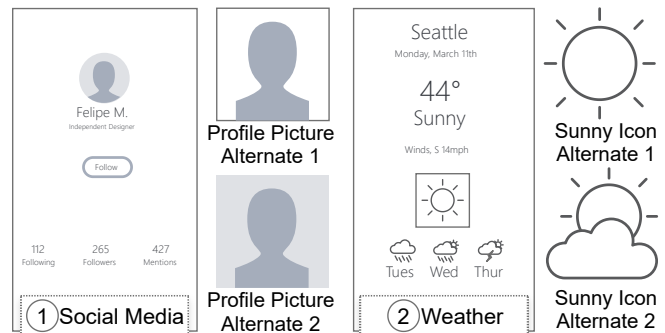 Felipe M.
Independent Designer
Follow
112
265
427
Following
Followers
Mentions
1 Social Media
Profile Picture
Alternate 1
Profile Picture
Alternate 2
Seattle
Monday, March 11th
44°
Sunny
Winds, S 14mph
Tues Wed Thur
2 Weather
Sunny Icon
Alternate 1
Sunny Icon
Alternate 2